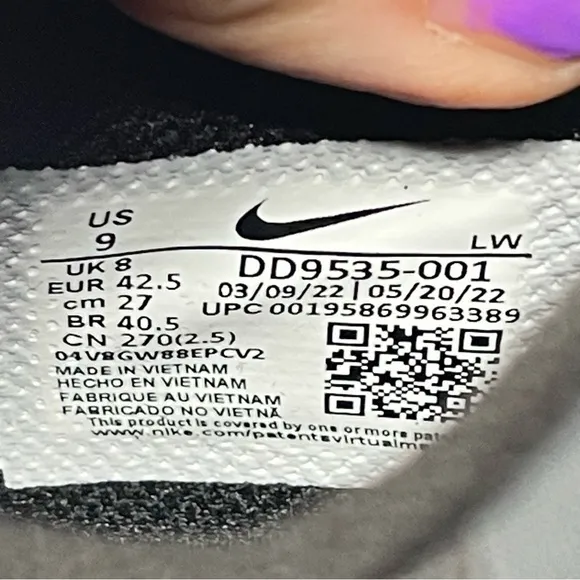 US
9
LW
UK 8
EUR 42.5
cm 27
BR 40.5
CN 270(2.5)
DD9535-001
03/09/22 | 05/20/22
UPC 00195869963389
04V8GW88EPCV2
MADE IN VIETNAM
HECHO EN VIETNAM
FABRIQUE AU VIETNAM
FABRICADO NO VIETNÃ
This product is covered by one or more pat
www.nike.com/patentsvirtualma